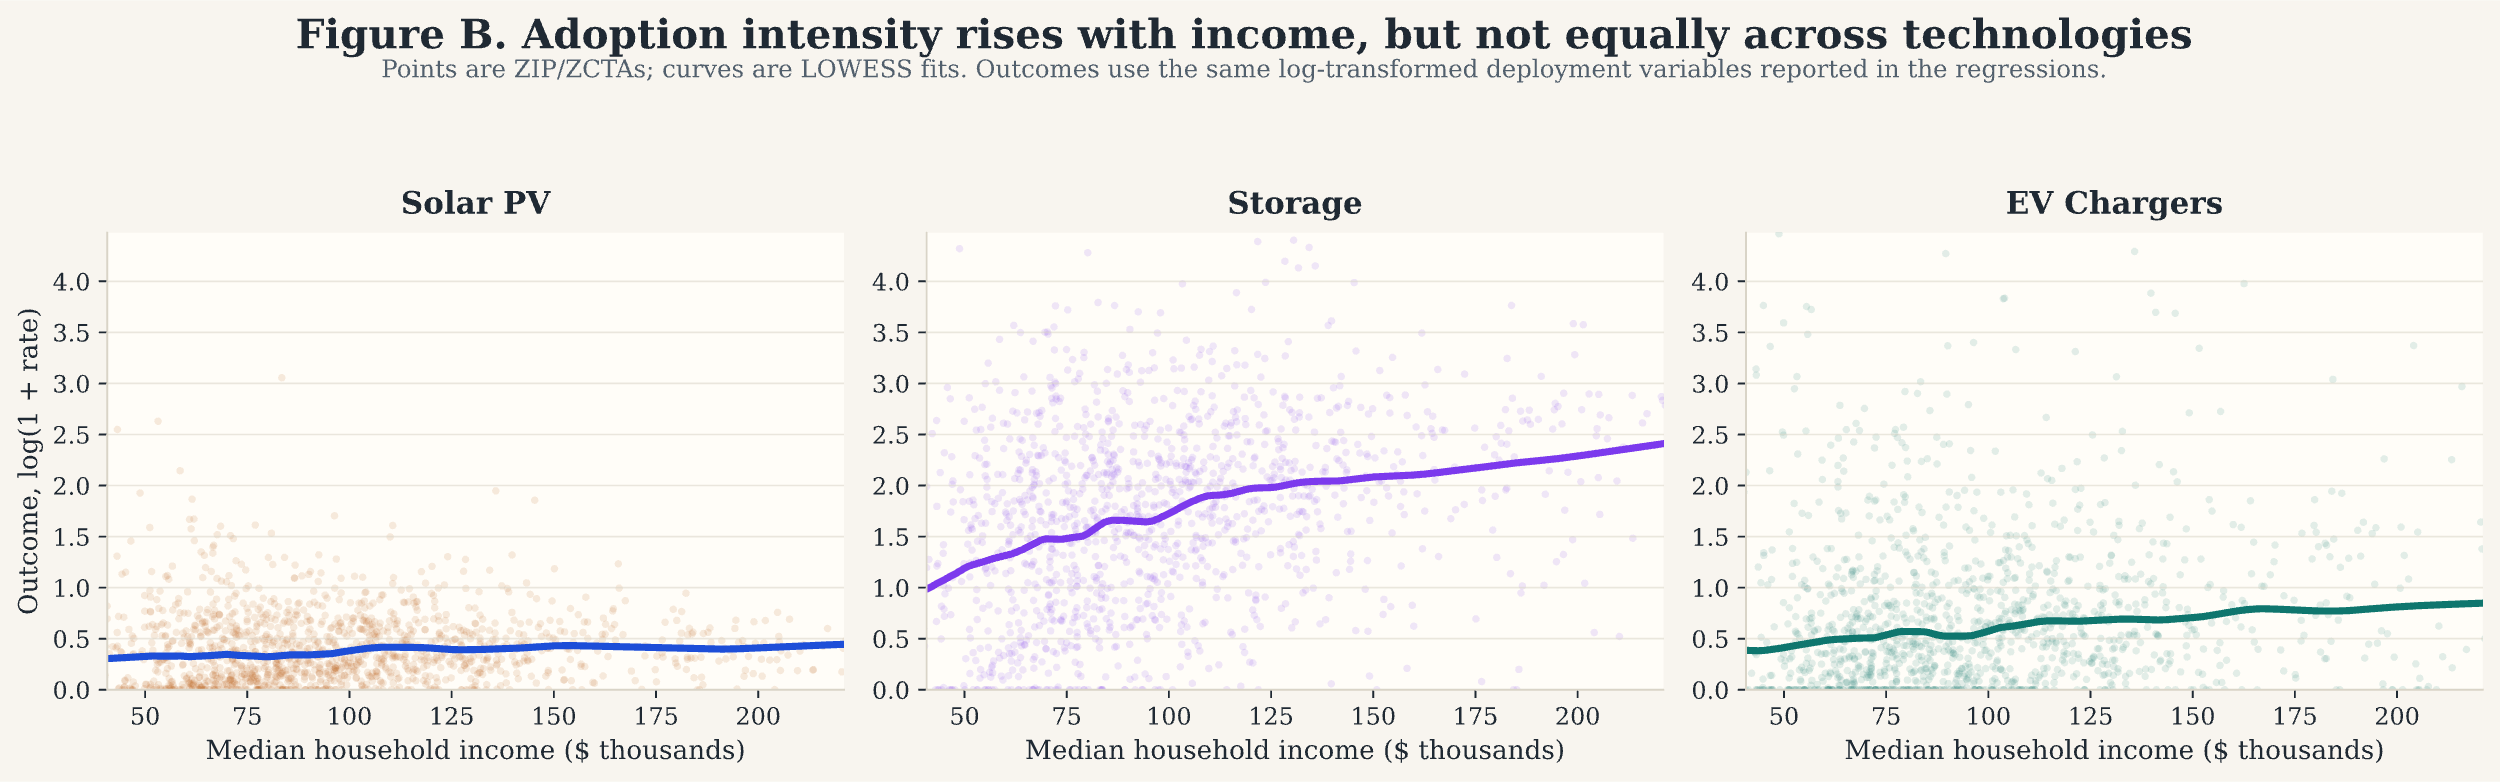 Figure B. Adoption intensity rises with income, but not equally across technologies
Points are ZIP/ZCTAs; curves are LOWESS fits. Outcomes use the same log-transformed deployment variables reported in the regressions.
Solar PV
Outcome, log(1 + rate)
4.0
3.5
3.0
2.5
2.0
1.5
1.0
0.5
0.0
50 75 100 125 150 175 200
Median household income ($ thousands)
Storage
4.0
3.5
3.0
2.5
2.0
1.5
1.0
0.5
0.0
50 75 100 125 150 175 200
Median household income ($ thousands)
EV Chargers
4.0
3.5
3.0
2.5
2.0
1.5
1.0
0.5
0.0
50 75 100 125 150 175 200
Median household income ($ thousands)